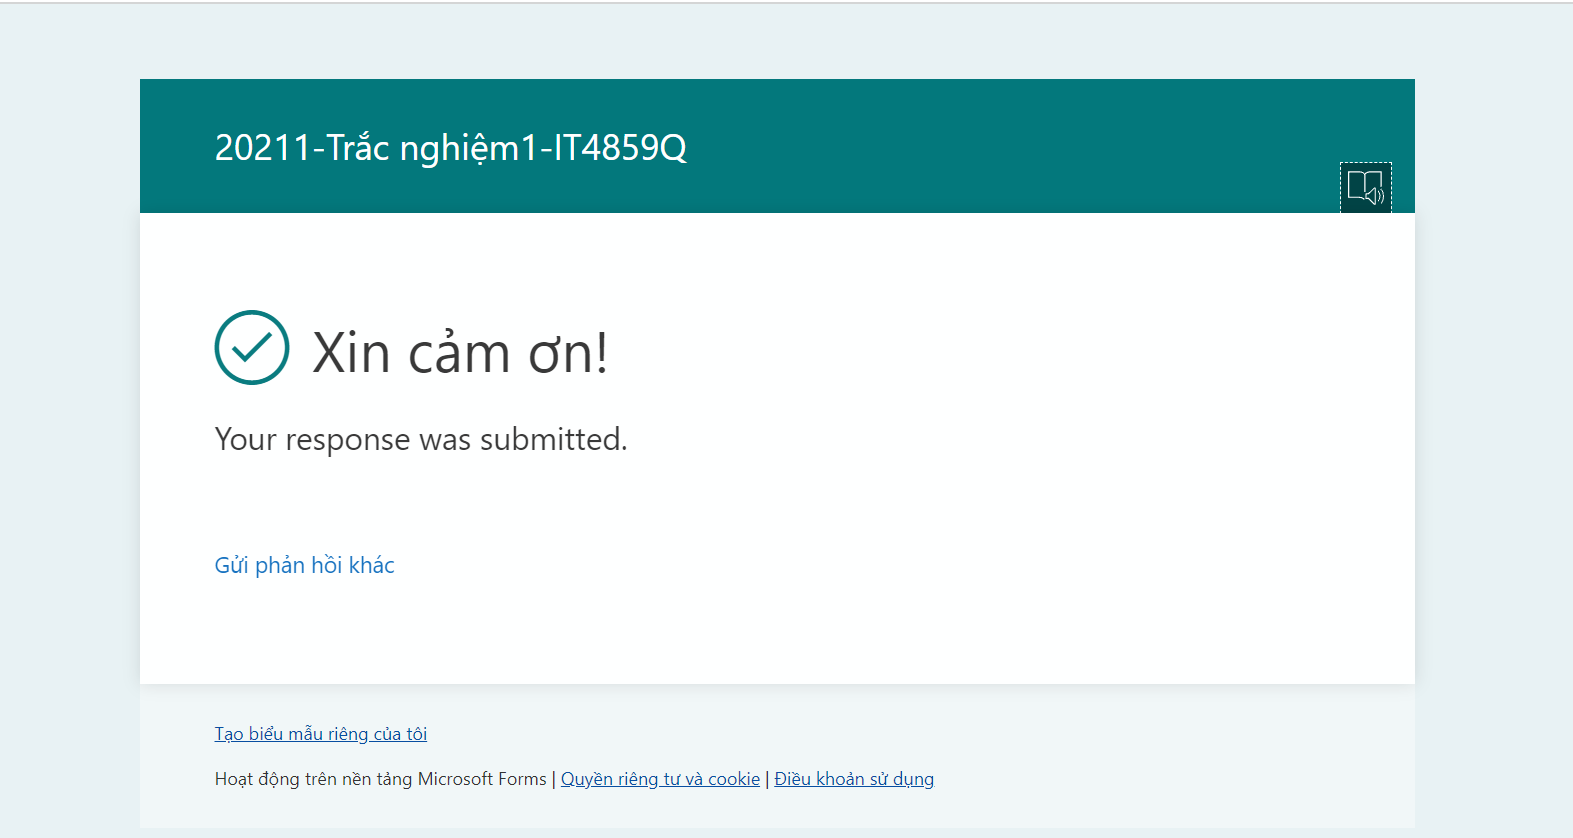 20211-Trắc nghiệm1-IT4859Q
Xin cảm ơn!
Your response was submitted.
Gửi phản hồi khác
Tạo biểu mẫu riêng của tôi
Hoạt động trên nền tảng Microsoft Forms | Quyền riêng tư và cookie | Điều khoản sử dụng